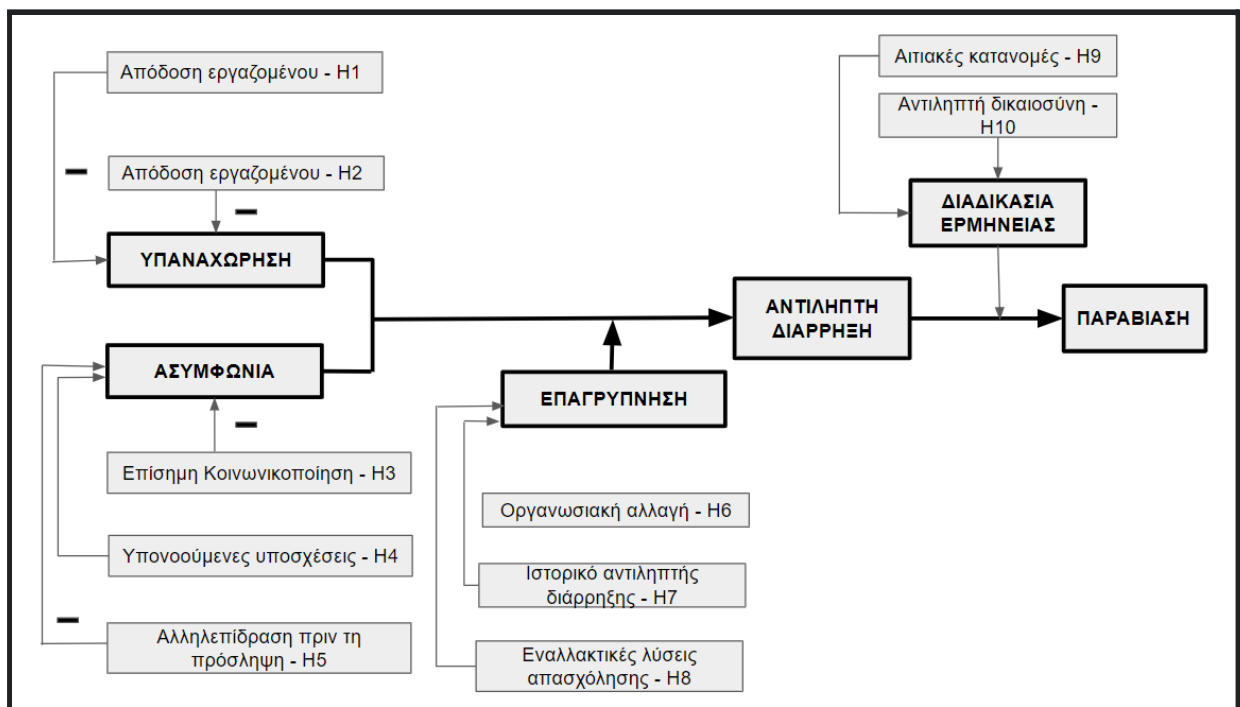 Απόδοση εργαζομένου - H1
Απόδοση εργαζομένου - H2
ΥΠΑΝΑΧΩΡΗΣΗ
ΑΣΥΜΦΩΝΙΑ
Επίσημη Κοινωνικοποίηση - H3
Υπονοούμενες υποσχέσεις - H4
Αλληλεπίδραση πριν τη
πρόσληψη - H5
ΕΠΑΓΡΥΠΝΗΣΗ
Οργανωσιακή αλλαγή - H6
Ιστορικό αντιληπτής
διάρρηξης - H7
Εναλλακτικές λύσεις
απασχόλησης - H8
ΑΝΤΙΛΗΠΤΗ
ΔΙΑΡΡΗΞΗ
Αιτιακές κατανομές - H9
Αντιληπτή δικαιοσύνη -
H10
ΔΙΑΔΙΚΑΣΙΑ
ΕΡΜΗΝΕΙΑΣ
ΠΑΡΑΒΙΑΣΗ